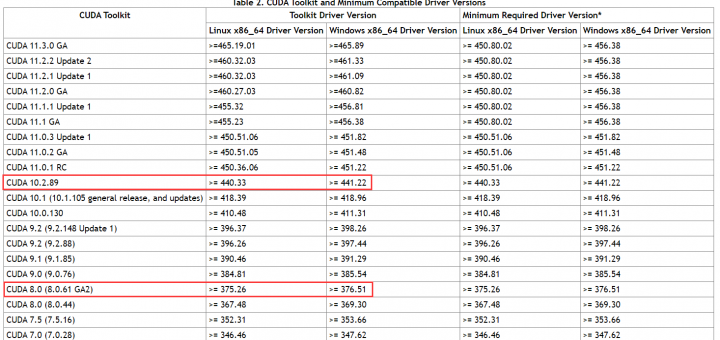 Table 2. CUDA Toolkit and Minimum Compatible Driver Versions
CUDA Toolkit Toolkit Driver Version Minimum Required Driver Version*
Linux x86_64 Driver Version Windows x86_64 Driver Version Linux x86_64 Driver Version Windows x86_64 Driver Version
CUDA 11.3.0 GA >=465.19.01 >=465.89 >= 450.80.02 >= 456.38
CUDA 11.2.2 Update 2 >=460.32.03 >=461.33 >= 450.80.02 >= 456.38
CUDA 11.2.1 Update 1 >=460.32.03 >=461.09 >= 450.80.02 >= 456.38
CUDA 11.2.0 GA >=460.27.03 >=460.82 >= 450.80.02 >= 456.38
CUDA 11.1.1 Update 1 >=455.32 >=456.81 >= 450.80.02 >= 456.38
CUDA 11.1 GA >=455.23 >=456.38 >= 450.80.02 >= 456.38
CUDA 11.0.3 Update 1 >= 450.51.06 >= 451.82 >= 450.51.06 >= 451.82
CUDA 11.0.2 GA >= 450.51.05 >= 451.48 >= 450.51.05 >= 451.48
CUDA 11.0.1 RC >= 450.36.06 >= 451.22 >= 450.51.06 >= 451.22
CUDA 10.2.89 >= 440.33 >= 441.22 >= 440.33 >= 441.22
CUDA 10.1 (10.1.105 general release, and updates) >= 418.39 >= 418.96 >= 418.39 >= 418.96
CUDA 10.0.130 >= 410.48 >= 411.31 >= 410.48 >= 411.31
CUDA 9.2 (9.2.148 Update 1) >= 396.37 >= 398.26 >= 396.37 >= 398.26
CUDA 9.2 (9.2.88) >= 396.26 >= 397.44 >= 396.26 >= 397.44
CUDA 9.1 (9.1.85) >= 390.46 >= 391.29 >= 390.46 >= 391.29
CUDA 9.0 (9.0.76) >= 384.81 >= 385.54 >= 384.81 >= 385.54
CUDA 8.0 (8.0.61 GA2) >= 375.26 >= 376.51 >= 375.26 >= 376.51
CUDA 8.0 (8.0.44) >= 367.48 >= 369.30 >= 367.48 >= 369.30
CUDA 7.5 (7.5.16) >= 352.31 >= 353.66 >= 352.31 >= 353.66
CUDA 7.0 (7.0.28) >= 346.46 >= 347.62 >= 346.46 >= 347.62